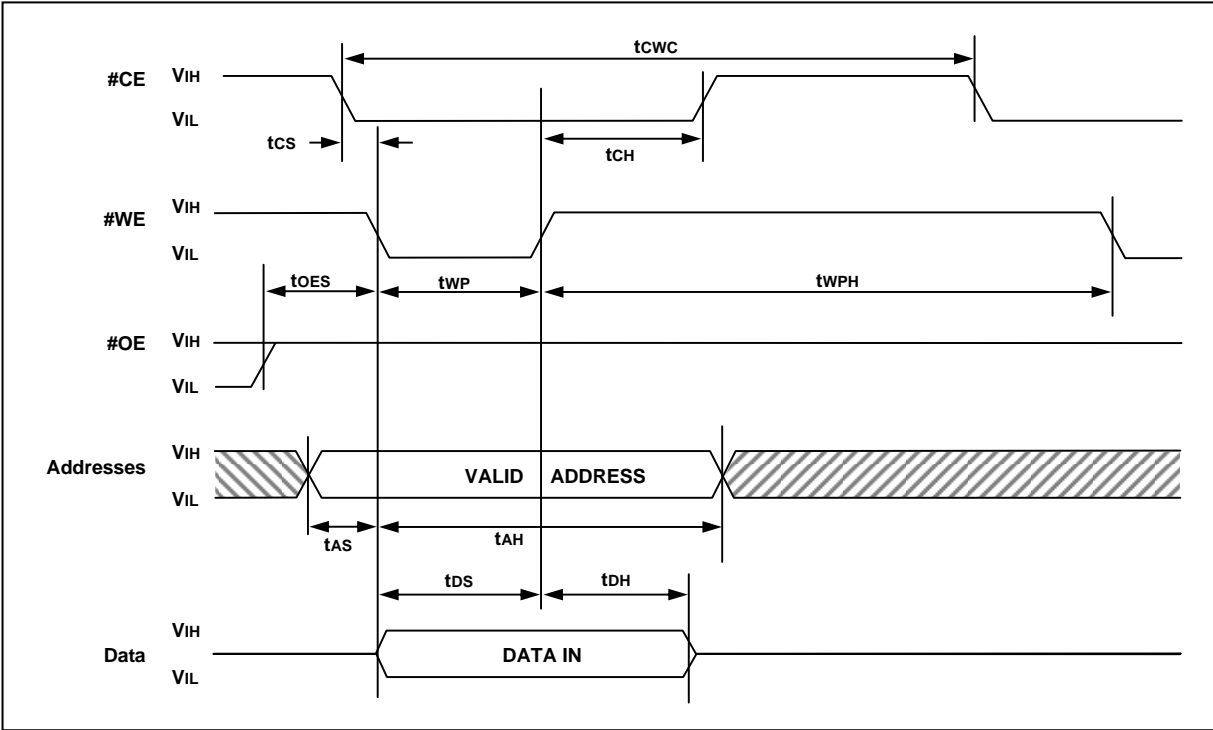 tCWC
#CE VIH
VIL
tCS
tCH
#WE VIH
VIL
tOES tWP tWPH
#OE VIH
VIL
Addresses VIH
VALID ADDRESS
VIL
tAS tAH
tDS tDH
Data VIH
DATA IN
VIL